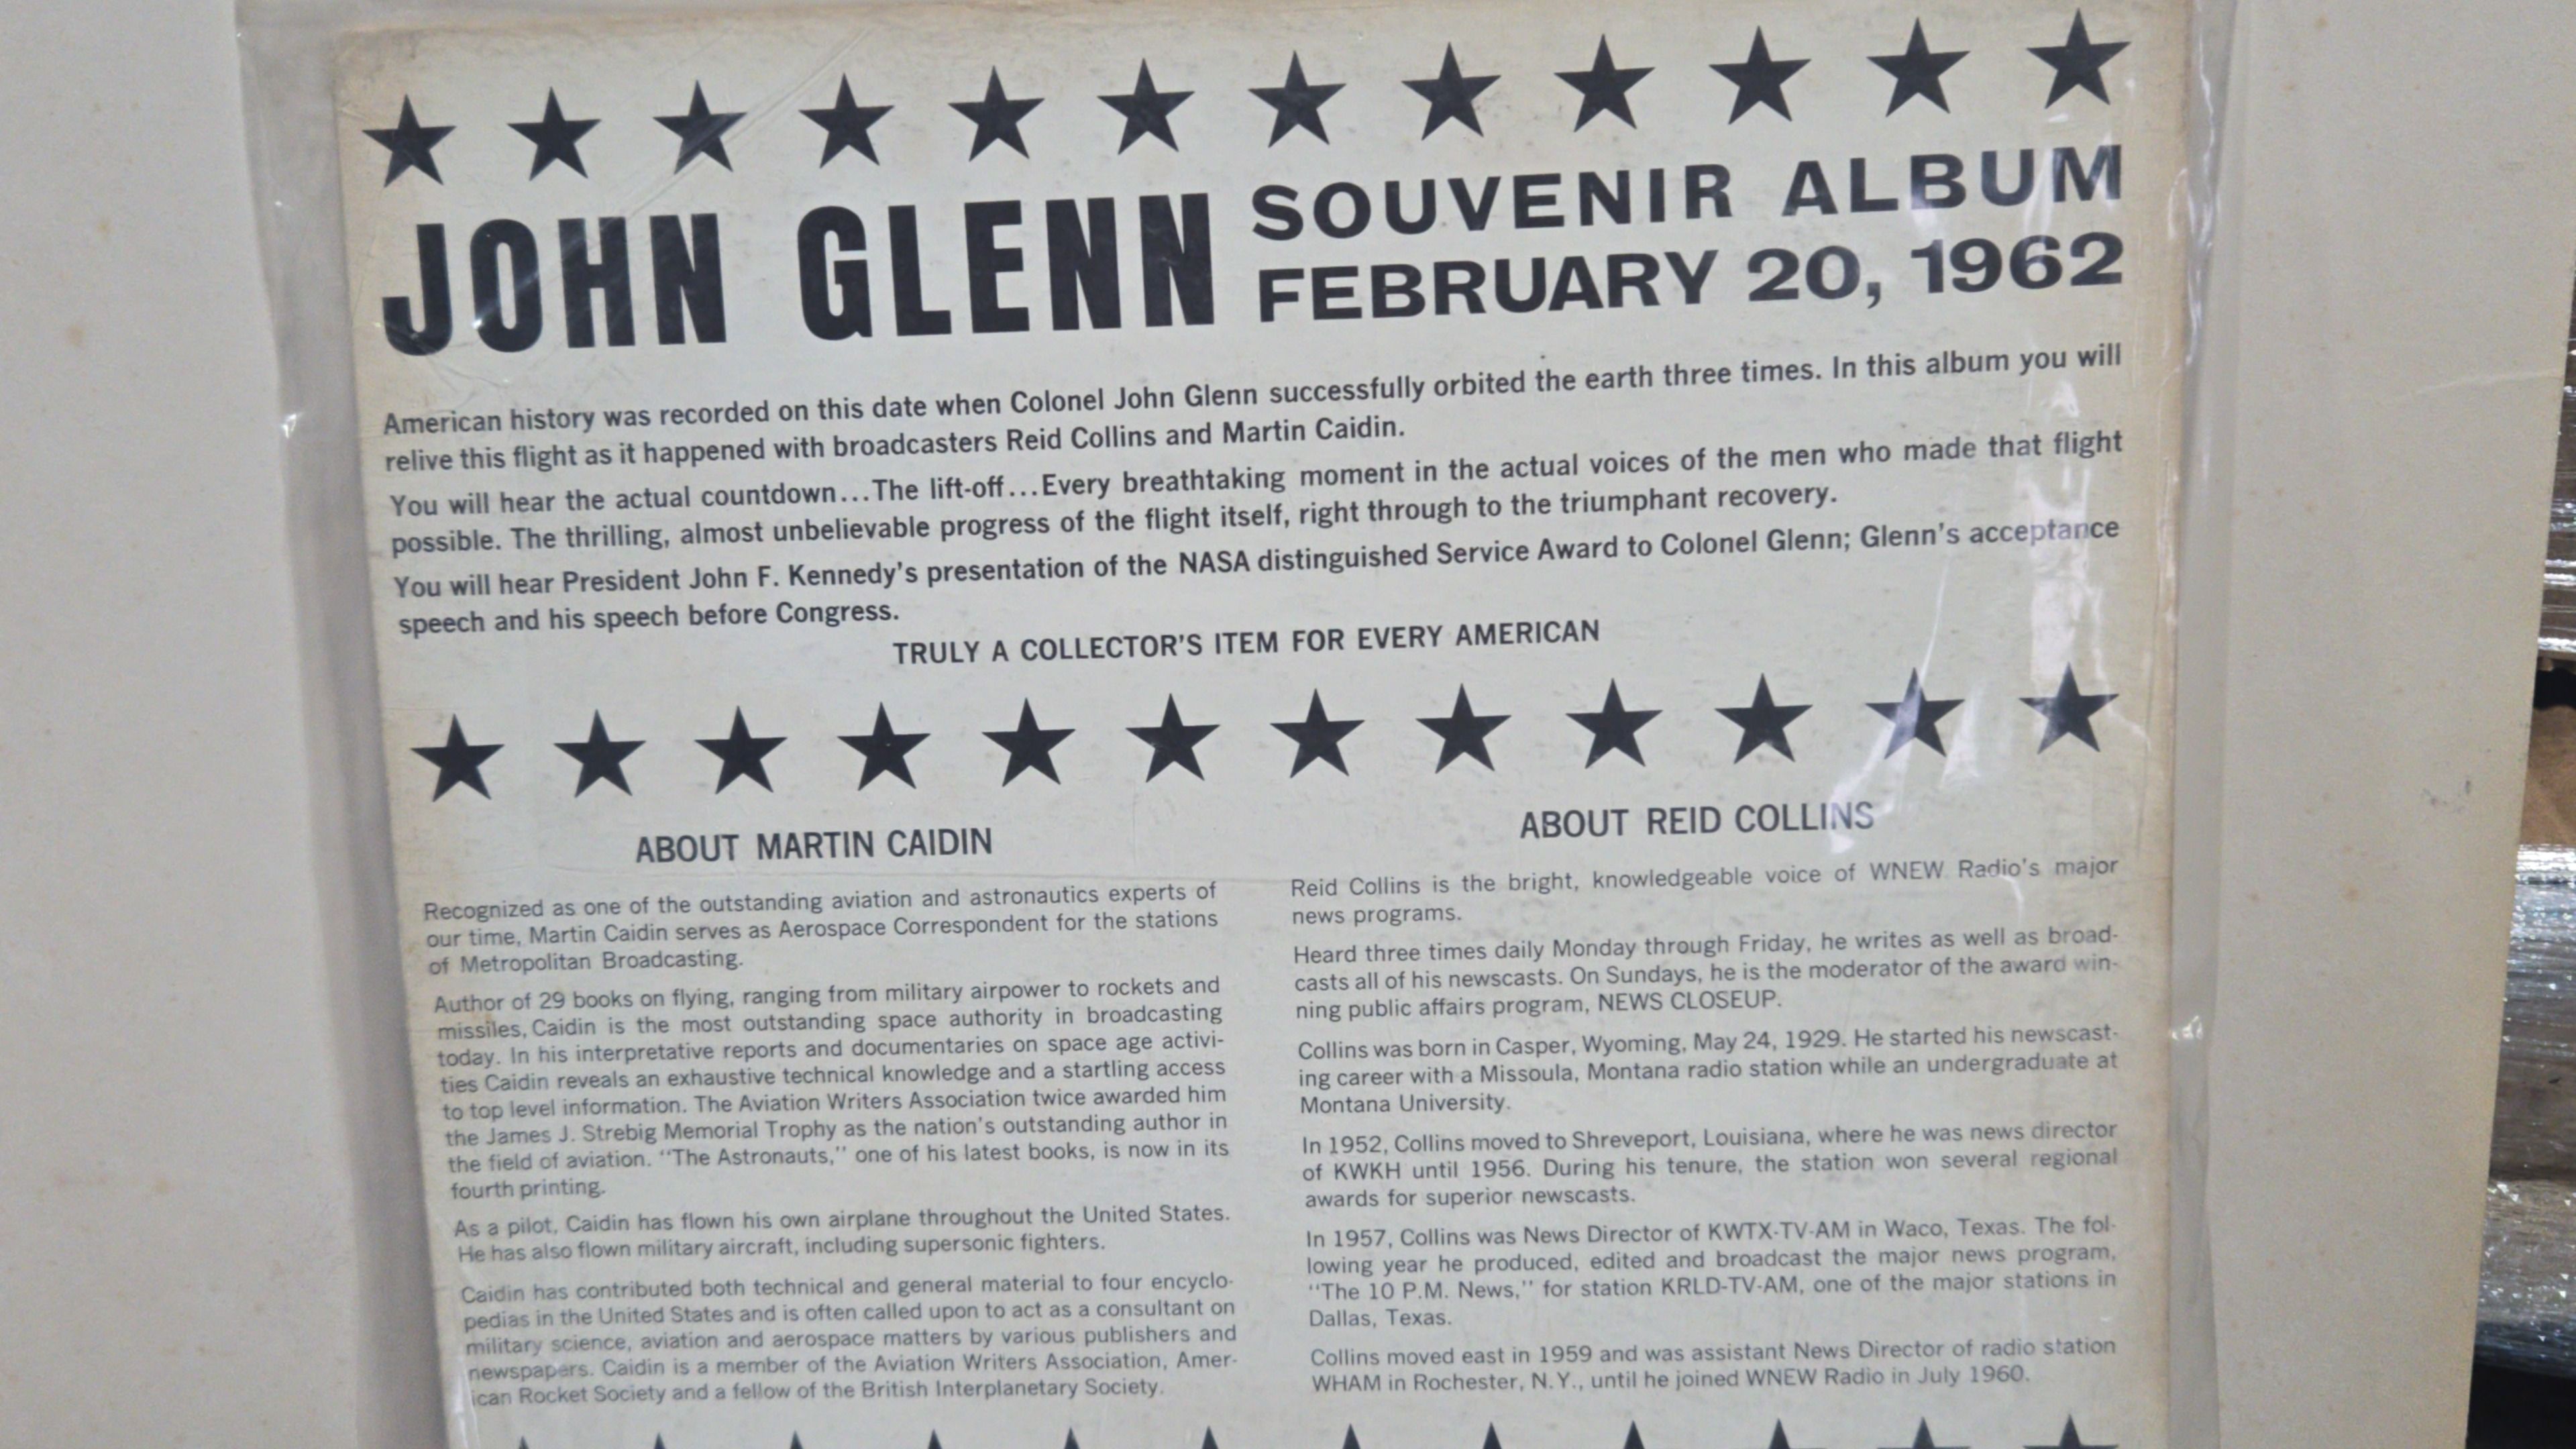 JOHN GLENN SOUVENIR ALBUM
FEBRUARY 20, 1962
American history was recorded on this date when Colonel John Glenn successfully orbited the earth three times. In this album you will
relive this flight as it happened with broadcasters Reid Collins and Martin Caidin.
You will hear the actual countdown...The lift-off...Every breathtaking moment in the actual voices of the men who made that flight
possible. The thrilling, almost unbelievable progress of the flight itself, right through to the triumphant recovery.
You will hear President John F. Kennedy's presentation of the NASA distinguished Service Award to Colonel Glenn; Glenn's acceptance
speech and his speech before Congress.
TRULY A COLLECTOR'S ITEM FOR EVERY AMERICAN
ABOUT MARTIN CAIDIN
Recognized as one of the outstanding aviation and astronautics experts of
our time, Martin Caidin serves as Aerospace Correspondent for the stations
of Metropolitan Broadcasting.
Author of 29 books on flying, ranging from military airpower to rockets and
missiles, Caidin is the most outstanding space authority in broadcasting
today. In his interpretative reports and documentaries on space age activi-
ties Caidin reveals an exhaustive technical knowledge and a startling access
to top level information. The Aviation Writers Association twice awarded him
the James J. Strebig Memorial Trophy as the nation's outstanding author in
the field of aviation. "The Astronauts," one of his latest books, is now in its
fourth printing.
As a pilot, Caidin has flown his own airplane throughout the United States.
He has also flown military aircraft, including supersonic fighters.
Caidin has contributed both technical and general material to four encyclo-
pedias in the United States and is often called upon to act as a consultant on
military science, aviation and aerospace matters by various publishers and
newspapers. Caidin is a member of the Aviation Writers Association, Amer-
ican Rocket Society and a fellow of the British Interplanetary Society.
ABOUT REID COLLINS
Reid Collins is the bright, knowledgeable voice of WNEW Radio's major
news programs.
Heard three times daily Monday through Friday, he writes as well as broad-
casts all of his newscasts. On Sundays, he is the moderator of the award win-
ning public affairs program, NEWS CLOSEUP.
Collins was born in Casper, Wyoming, May 24, 1929. He started his newscast-
ing career with a Missoula, Montana radio station while an undergraduate at
Montana University.
In 1952, Collins moved to Shreveport, Louisiana, where he was news director
of KWKH until 1956. During his tenure, the station won several regional
awards for superior newscasts.
In 1957, Collins was News Director of KWTX-TV-AM in Waco, Texas. The fol-
lowing year he produced, edited and broadcast the major news program,
"The 10 P.M. News," for station KRLD-TV-AM, one of the major stations in
Dallas, Texas.
Collins moved east in 1959 and was assistant News Director of radio station
WHAM in Rochester, N.Y., until he joined WNEW Radio in July 1960.